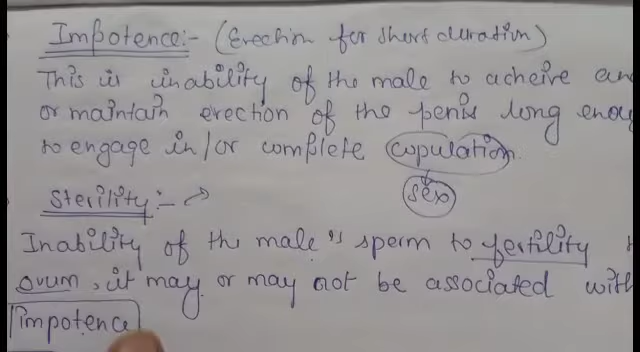 Impotence:- (Erection for short duration)
This is inability of the male to acheive and
or maintain erection of the penis long enoug
to engage in/or complete copulation.
sex
Sterility:- →
Inability of the male's sperm to fertility
ovum, it may or may not be associated with
impotence